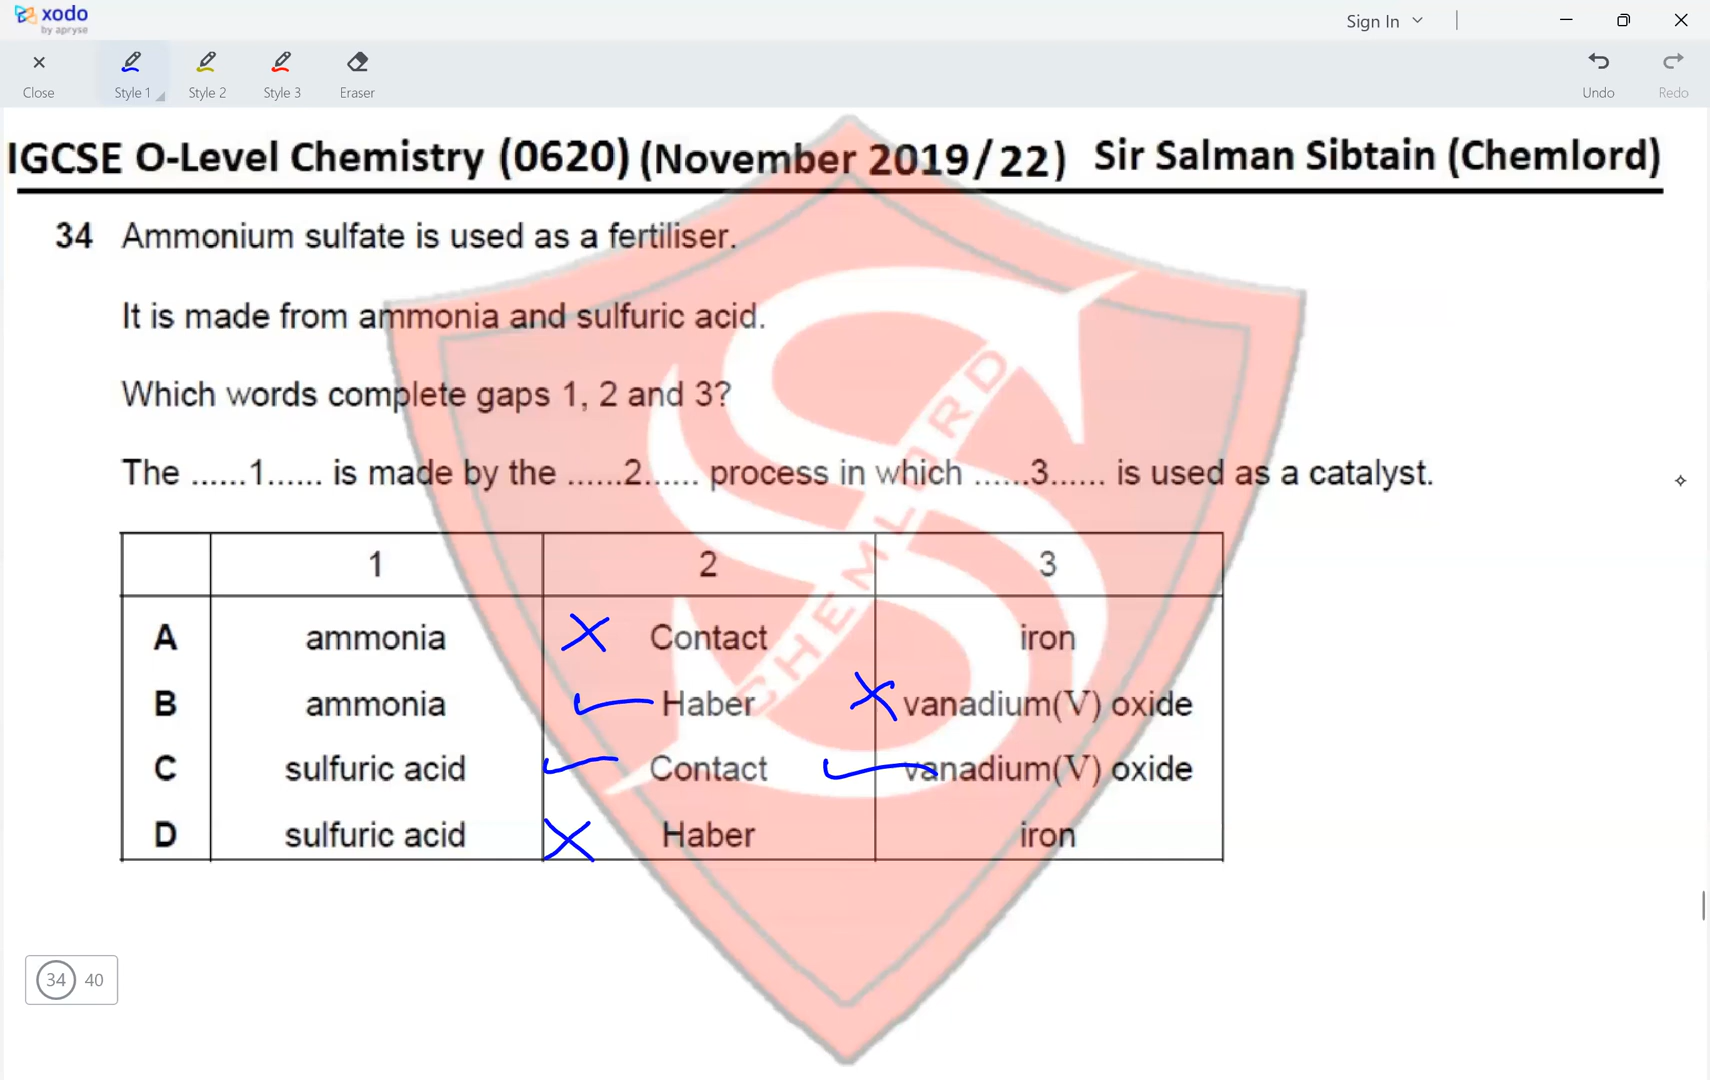 xodo
by apryse
Sign In
Close
Style 1
Style 2
Style 3
Eraser
Undo
Redo
IGCSE O-Level Chemistry (0620) (November 2019/22) Sir Salman Sibtain (Chemlord)
34 Ammonium sulfate is used as a fertiliser.
It is made from ammonia and sulfuric acid.
Which words complete gaps 1, 2 and 3?
The ......1...... is made by the ......2...... process in which ......3...... is used as a catalyst.
1 2 3
A ammonia Contact iron
B ammonia Haber vanadium(V) oxide
C sulfuric acid Contact vanadium(V) oxide
D sulfuric acid Haber iron
CHEMLORD
34 40